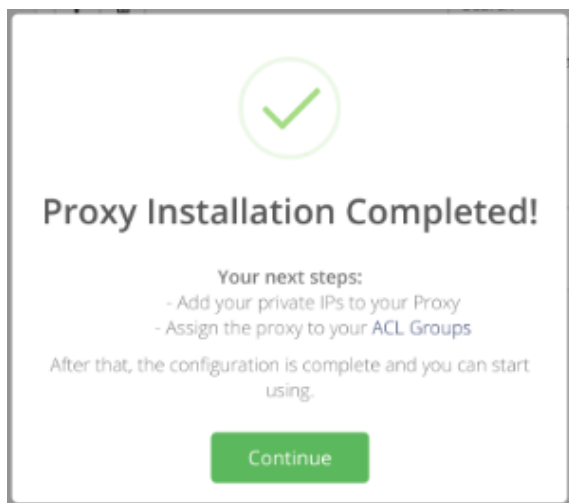 Proxy Installation Completed!
Your next steps:
- Add your private IPs to your Proxy
- Assign the proxy to your ACL Groups
After that, the configuration is complete and you can start
using.
Continue